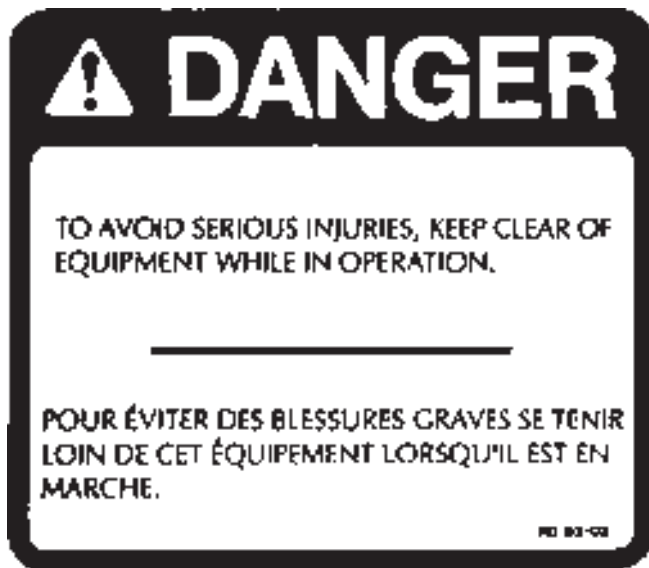 DANGER
TO AVOID SERIOUS INJURIES, KEEP CLEAR OF
EQUIPMENT WHILE IN OPERATION.
POUR ÉVITER DES BLESSURES GRAVES SE TENIR
LOIN DE CET ÉQUIPEMENT LORSQU'IL EST EN
MARCHE.